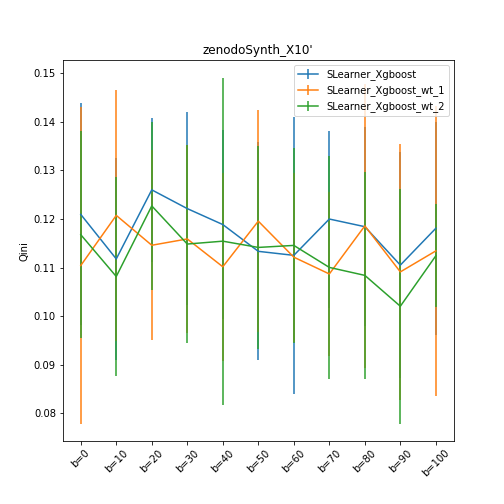 zenodoSynth_X10'
SLearner_Xgboost
SLearner_Xgboost_wt_1
SLearner_Xgboost_wt_2
0.15
0.14
0.13
0.12
0.11
0.10
0.09
0.08
Qini
b=0
b=10
b=20
b=30
b=40
b=50
b=60
b=70
b=80
b=90
b=100